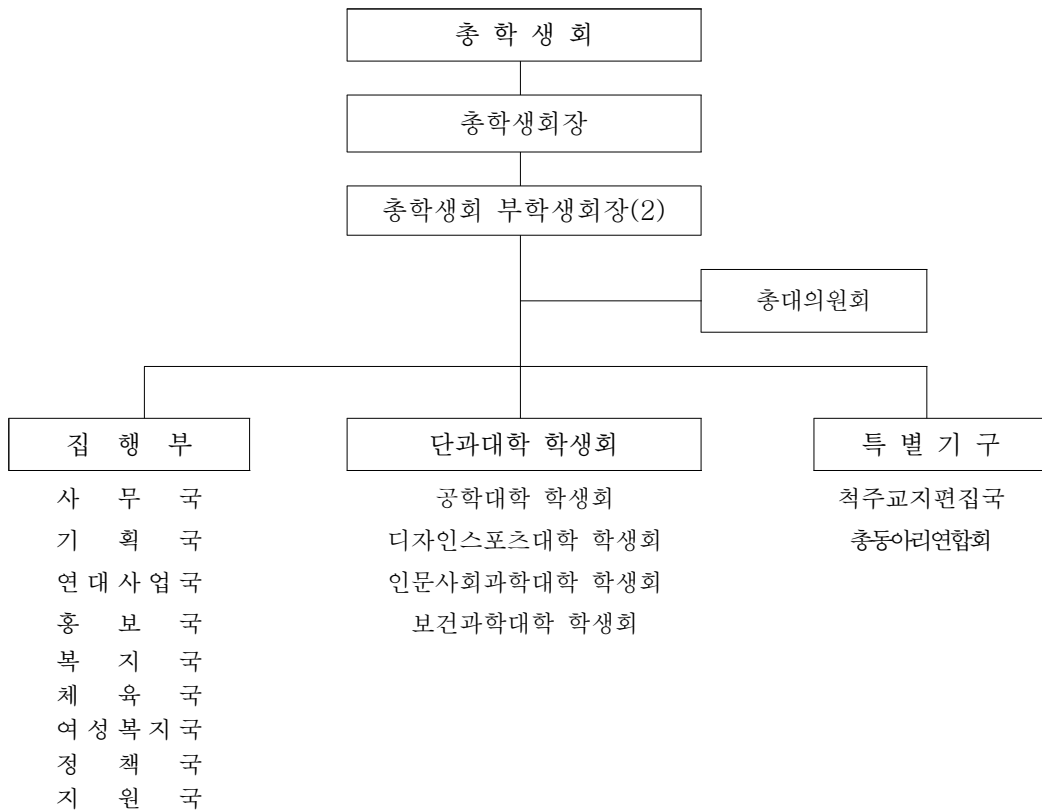 총 학 생 회
총학생회장
총학생회 부학생회장(2)
총대의원회
집 행 부
사 무 국
기 획 국
연 대 사 업 국
홍 보 국
복 지 국
체 육 국
여 성 복 지 국
정 책 국
지 원 국
단과대학 학생회
공학대학 학생회
디자인스포츠대학 학생회
인문사회과학대학 학생회
보건과학대학 학생회
특 별 기 구
척주교지편집국
총동아리연합회